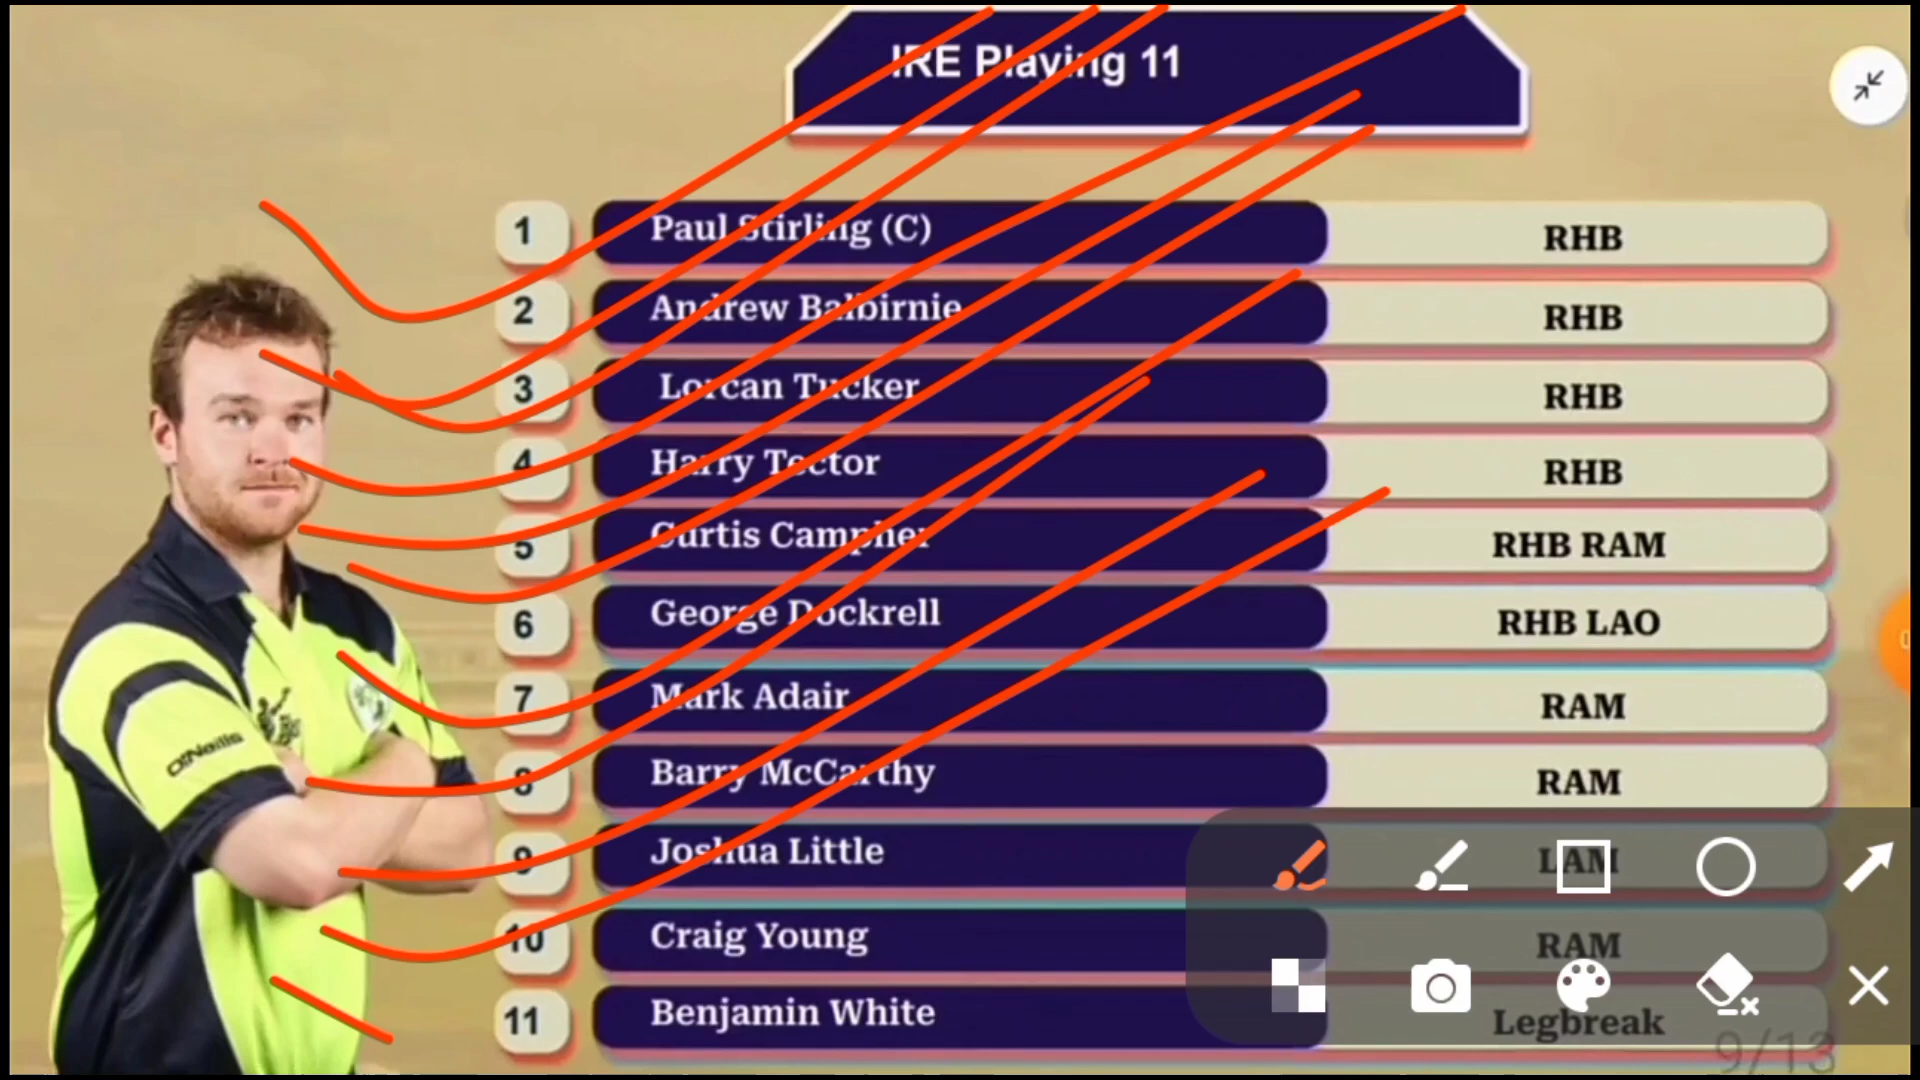 IRE Playing 11
1 Paul Stirling (C) RHB
2 Andrew Balbirnie RHB
3 Lorcan Tucker RHB
4 Harry Tector RHB
5 Curtis Campher RHB RAM
6 George Dockrell RHB LAO
7 Mark Adair RAM
8 Barry McCarthy RAM
9 Joshua Little LAM
10 Craig Young RAM
11 Benjamin White Legbreak
O'Neills
9/13